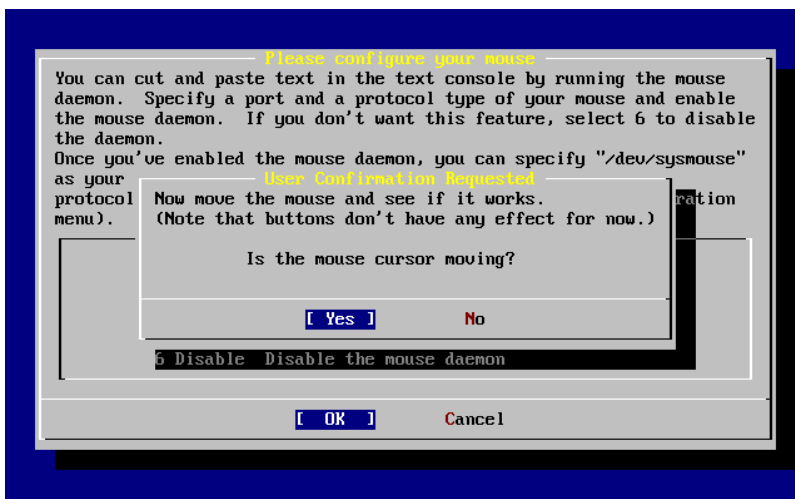 Please configure your mouse
You can cut and paste text in the text console by running the mouse
daemon.  Specify a port and a protocol type of your mouse and enable
the mouse daemon.  If you don't want this feature, select 6 to disable
the daemon.
Once you've enabled the mouse daemon, you can specify "/dev/sysmouse"
as your
User Confirmation Requested
protocol
ration
menu).
Now move the mouse and see if it works.
(Note that buttons don't have any effect for now.)
Is the mouse cursor moving?
[ Yes ]       No
6 Disable  Disable the mouse daemon
[  OK  ]     Cancel